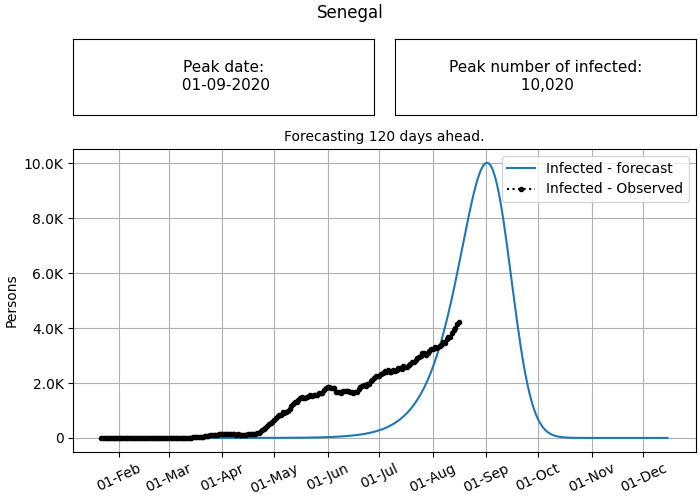 Senegal
Peak date:
01-09-2020
Peak number of infected:
10,020
Forecasting 120 days ahead.
Infected - forecast
Infected - Observed
Persons
10.0K
8.0K
6.0K
4.0K
2.0K
0
01-Feb
01-Mar
01-Apr
01-May
01-Jun
01-Jul
01-Aug
01-Sep
01-Oct
01-Nov
01-Dec